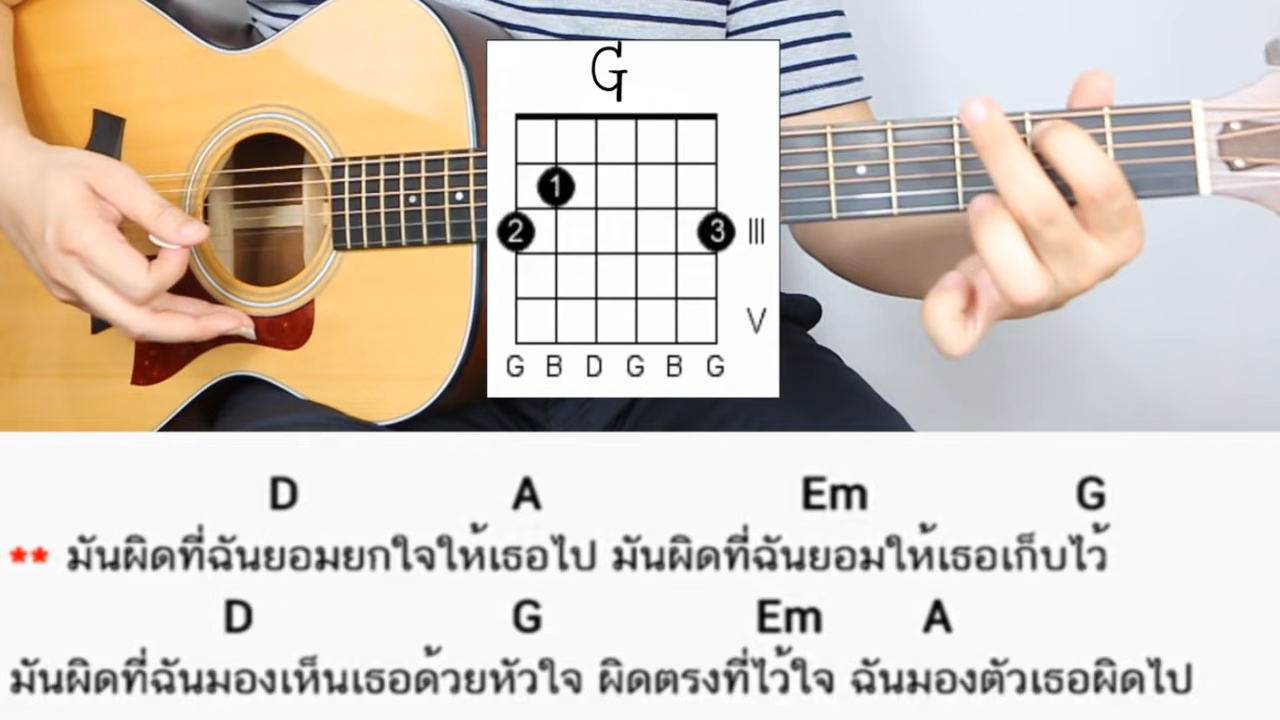 G
1
2 3 III
V
G B D G B G
D A Em G
** มันผิดที่ฉันยอมยกใจให้เธอไป มันผิดที่ฉันยอมให้เธอเก็บไว้
D G Em A
มันผิดที่ฉันมองเห็นเธอด้วยหัวใจ ผิดตรงที่ไว้ใจ ฉันมองตัวเธอผิดไป